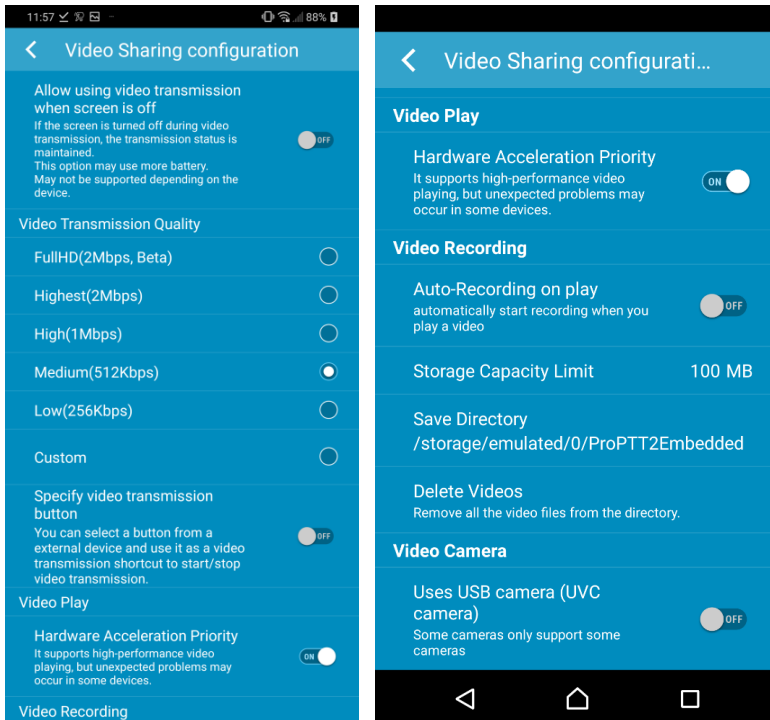 11:57
88%
Video Sharing configuration
Allow using video transmission
when screen is off
If the screen is turned off during video
transmission, the transmission status is
maintained.
This option may use more battery.
May not be supported depending on the
device.
OFF
Video Transmission Quality
FullHD(2Mbps, Beta)
Highest(2Mbps)
High(1Mbps)
Medium(512Kbps)
Low(256Kbps)
Custom
Specify video transmission
button
You can select a button from a
external device and use it as a video
transmission shortcut to start/stop
video transmission.
OFF
Video Play
Hardware Acceleration Priority
It supports high-performance video
playing, but unexpected problems may
occur in some devices.
ON
Video Recording
Video Sharing configurati...
Video Play
Hardware Acceleration Priority
It supports high-performance video
playing, but unexpected problems may
occur in some devices.
ON
Video Recording
Auto-Recording on play
automatically start recording when you
play a video
OFF
Storage Capacity Limit 100 MB
Save Directory
/storage/emulated/0/ProPTT2Embedded
Delete Videos
Remove all the video files from the directory.
Video Camera
Uses USB camera (UVC
camera)
Some cameras only support some
cameras
OFF